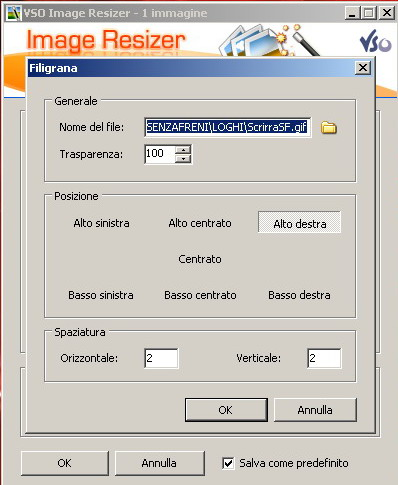 VSO Image Resizer - 1 immagine
Image Resizer
VSO
Filigrana
Generale
Nome del file: SENZAFRENI\LOGHI\ScrirraSF.gif
Trasparenza: 100
Posizione
Alto sinistra Alto centrato Alto destra
Centrato
Basso sinistra Basso centrato Basso destra
Spaziatura
Orizzontale: 2 Verticale: 2
OK Annulla
OK Annulla Salva come predefinito